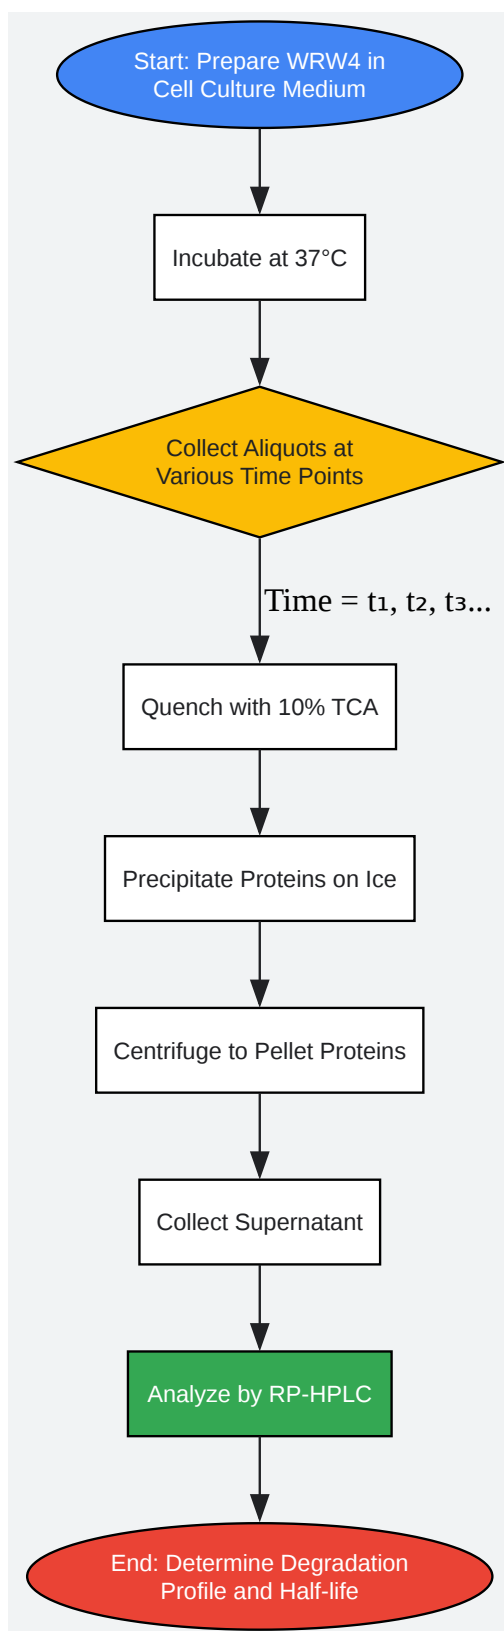 Start: Prepare WRW4 in
Cell Culture Medium
Incubate at 37°C
Collect Aliquots at
Various Time Points
Time = t₁, t₂, t₃...
Quench with 10% TCA
Precipitate Proteins on Ice
Centrifuge to Pellet Proteins
Collect Supernatant
Analyze by RP-HPLC
End: Determine Degradation
Profile and Half-life